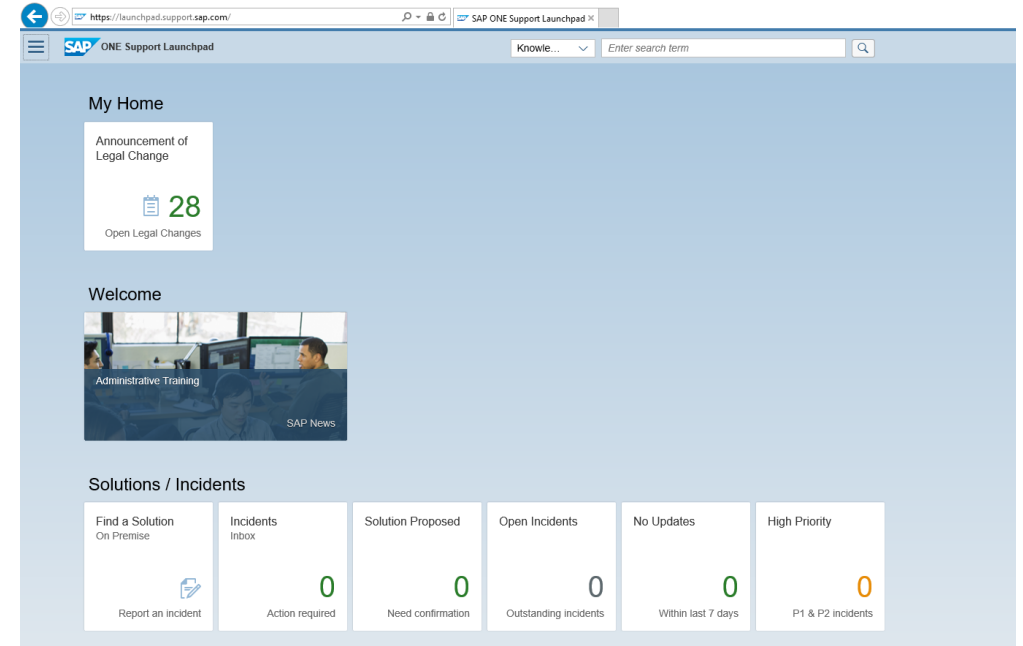 https://launchpad.support.sap.com/
SAP ONE Support Launchpad
SAP ONE Support Launchpad
Knowle...
Enter search term
My Home
Announcement of
Legal Change
28
Open Legal Changes
Welcome
Administrative Training
SAP News
Solutions / Incidents
Find a Solution
On Premise
Report an incident
Incidents
Inbox
0
Action required
Solution Proposed
0
Need confirmation
Open Incidents
0
Outstanding incidents
No Updates
0
Within last 7 days
High Priority
0
P1 & P2 incidents